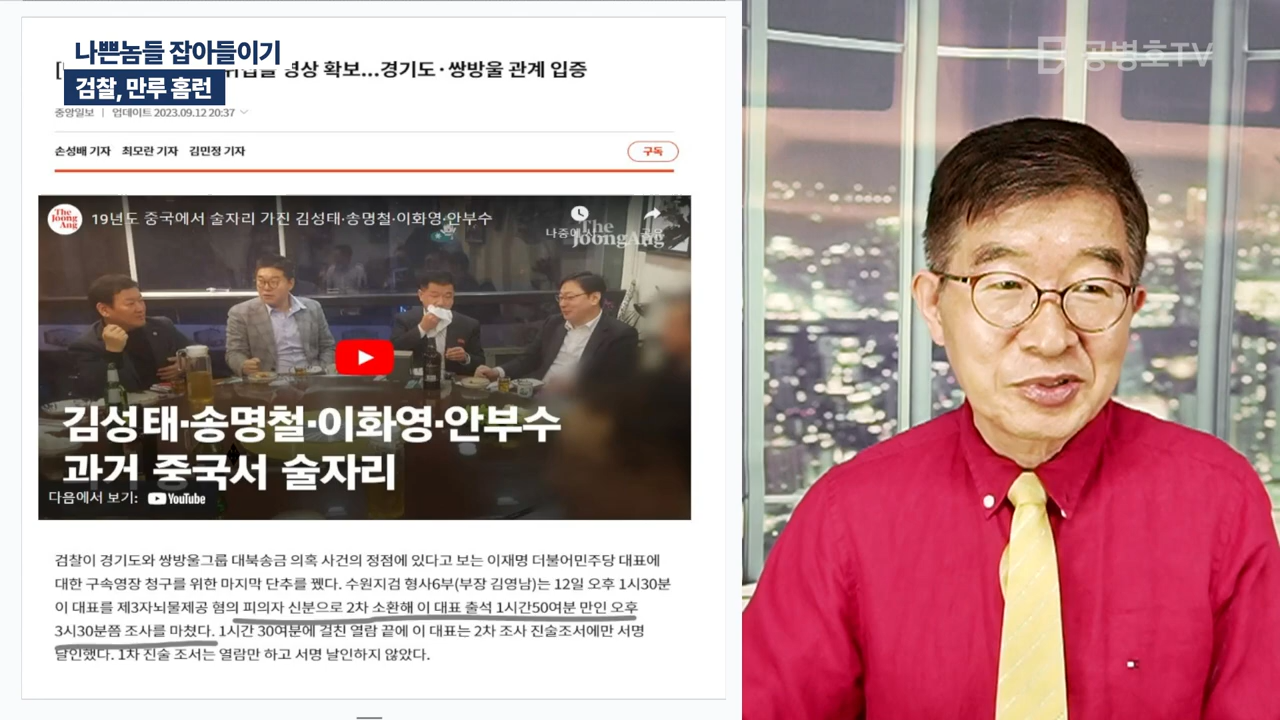 나쁜놈들 잡아들이기
검찰, 만루 홈런
영상 확보...경기도·쌍방울 관계 입증
중앙일보 | 업데이트 2023.09.12 20:37
손성배 기자 최모란 기자 김민정 기자
구독
The JoongAng
19년도 중국에서 술자리 가진 김성태·송명철·이화영·안부수
The JoongAng
김성태·송명철·이화영·안부수
과거 중국서 술자리
다음에서 보기: YouTube
검찰이 경기도와 쌍방울그룹 대북송금 의혹 사건의 정점에 있다고 보는 이재명 더불어민주당 대표에
대한 구속영장 청구를 위한 마지막 단추를 뀄다. 수원지검 형사6부(부장 김영남)는 12일 오후 1시30분
이 대표를 제3자뇌물제공 혐의 피의자 신분으로 2차 소환해 이 대표 출석 1시간50여분 만인 오후
3시30분쯤 조사를 마쳤다. 1시간 30여분에 걸친 열람 끝에 이 대표는 2차 조사 진술조서에만 서명
날인했다. 1차 진술 조서는 열람만 하고 서명 날인하지 않았다.
공병호TV